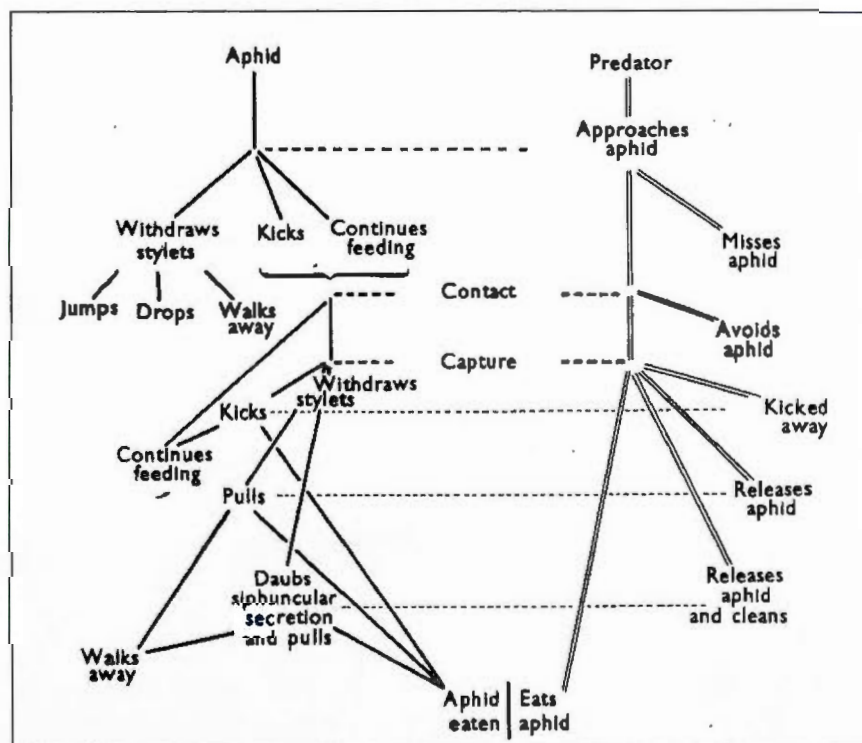 Aphid
Predator
Approaches
aphid
Withdraws
stylets
Kicks
Continues
feeding
Misses
aphid
Jumps
Drops
Walks
away
Contact
Avoids
aphid
Capture
Withdraws
stylets
Kicks
Kicked
away
Continues
feeding
Pulls
Releases
aphid
Daubs
siphuncular
secretion
and pulls
Releases
aphid
and cleans
Walks
away
Aphid
eaten
Eats
aphid